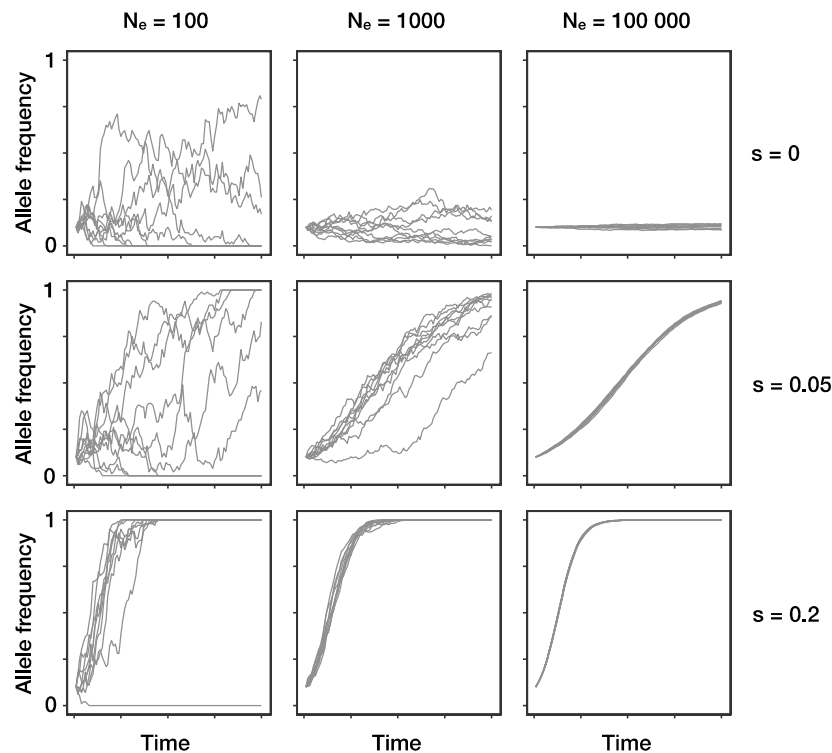 Nₑ = 100
Nₑ = 1000
Nₑ = 100 000
Allele frequency
1
0
s = 0
Allele frequency
1
0
s = 0.05
Allele frequency
1
0
s = 0.2
Time
Time
Time